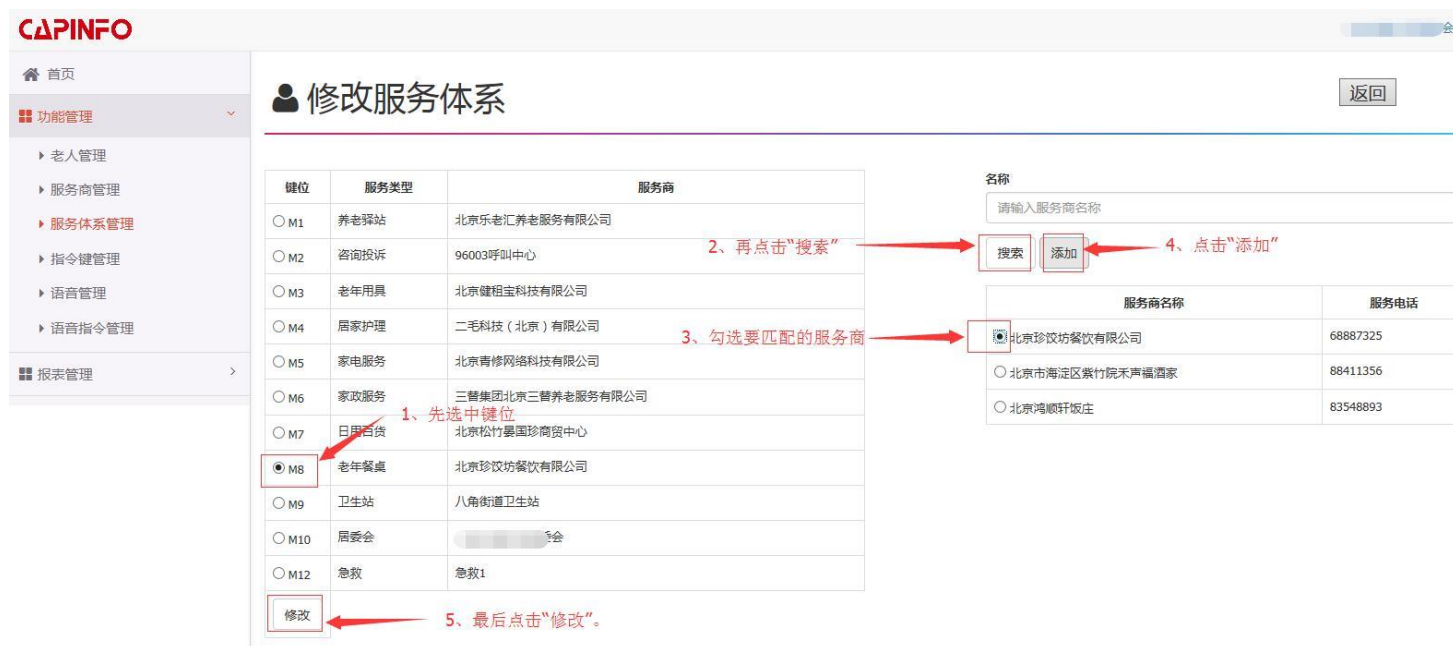 CAPINFO
会
首页
功能管理
老人管理
服务商管理
服务体系管理
指令键管理
语音管理
语音指令管理
报表管理
修改服务体系
返回
键位 服务类型 服务商
M1 养老驿站 北京乐老汇养老服务有限公司
M2 咨询投诉 96003呼叫中心
M3 老年用具 北京健租宝科技有限公司
M4 居家护理 二毛科技（北京）有限公司
M5 家电服务 北京青修网络科技有限公司
M6 家政服务 三替集团北京三替养老服务有限公司
1、先选中键位
M7 日用百货 北京松竹晏国珍商贸中心
M8 老年餐桌 北京珍饺坊餐饮有限公司
M9 卫生站 八角街道卫生站
M10 居委会 委会
M12 急救 急救1
修改
5、最后点击“修改”。
名称
请输入服务商名称
2、再点击“搜索”
搜索 添加
4、点击“添加”
服务商名称 服务电话
3、勾选要匹配的服务商
北京珍饺坊餐饮有限公司 68887325
北京市海淀区紫竹院禾声福酒家 88411356
北京鸿顺轩饭庄 83548893